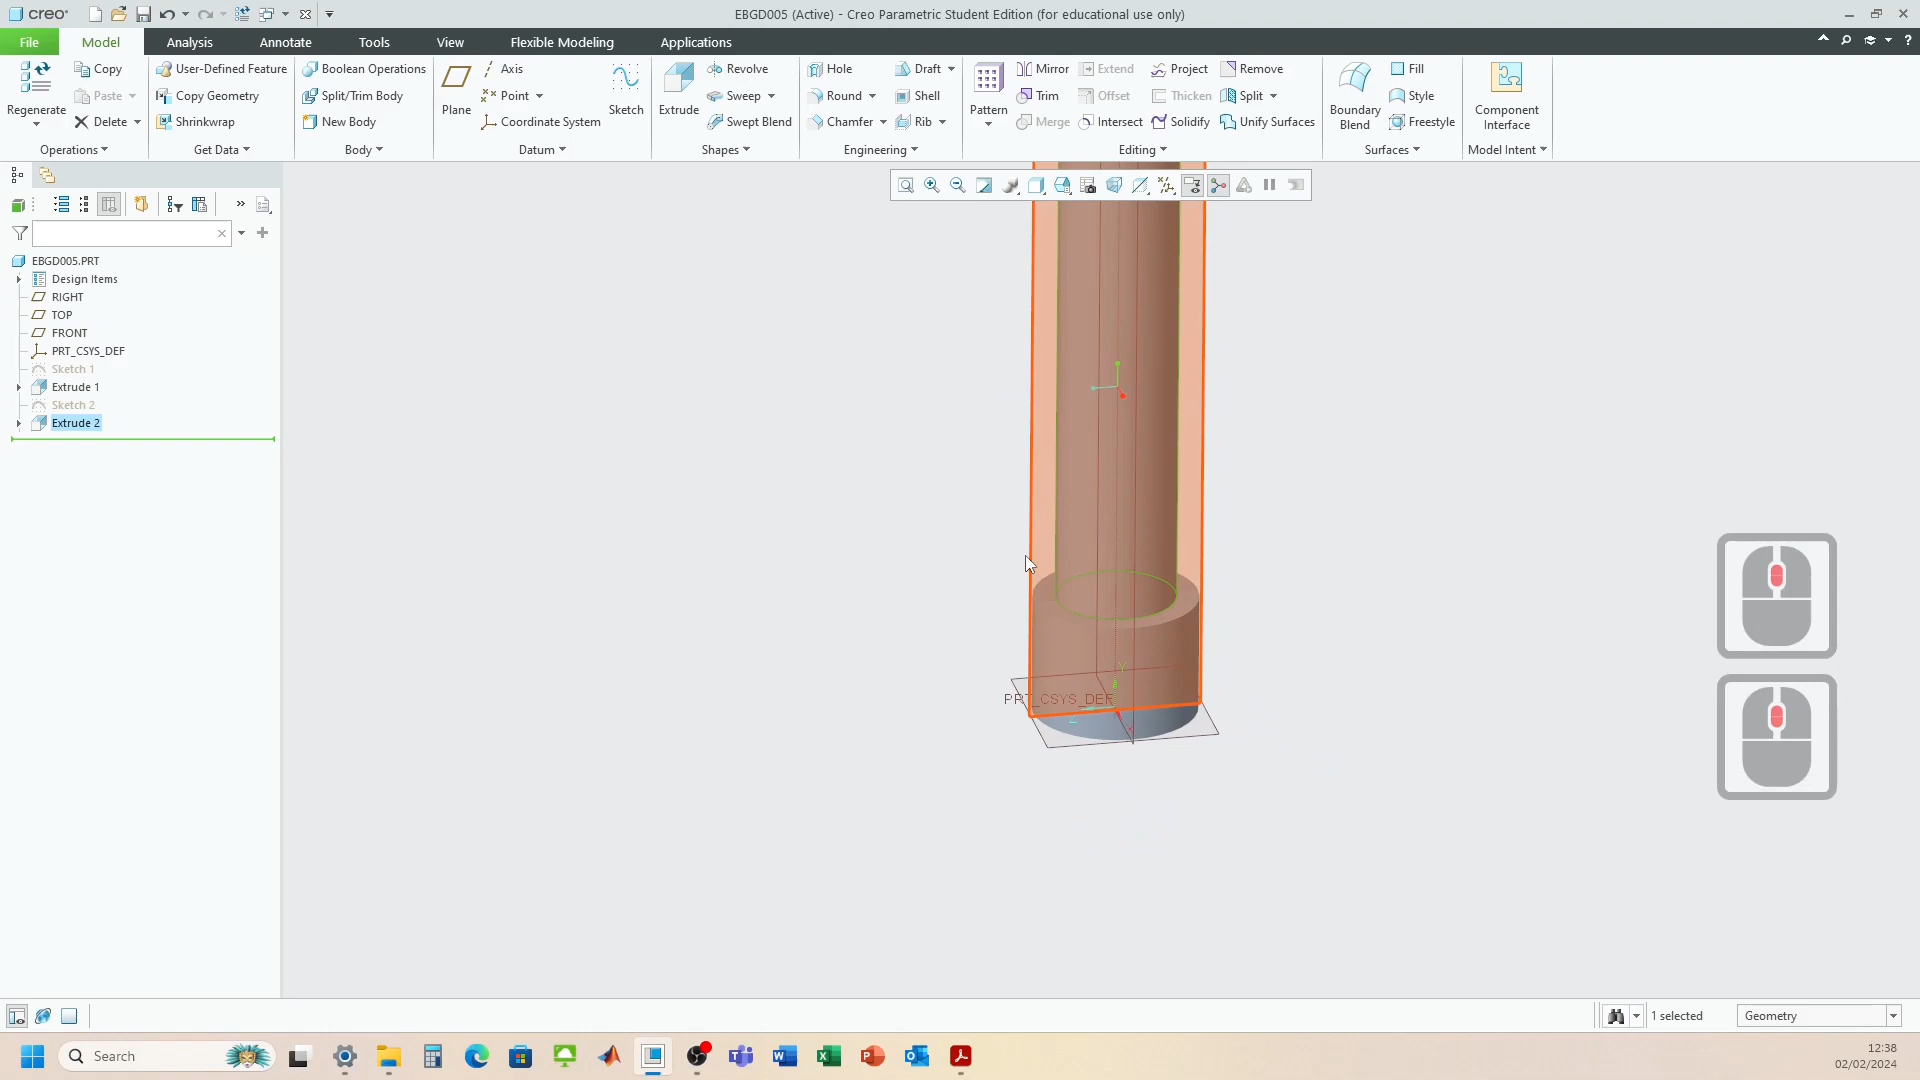 creo
EBGD005 (Active) - Creo Parametric Student Edition (for educational use only)
File
Model
Analysis
Annotate
Tools
View
Flexible Modeling
Applications
Regenerate
Copy
Paste
Delete
Operations
User-Defined Feature
Copy Geometry
Shrinkwrap
Get Data
Boolean Operations
Split/Trim Body
New Body
Body
Plane
Axis
Point
Coordinate System
Sketch
Datum
Extrude
Revolve
Sweep
Swept Blend
Shapes
Hole
Round
Chamfer
Draft
Shell
Rib
Engineering
Pattern
Mirror
Trim
Merge
Extend
Offset
Intersect
Project
Thicken
Solidify
Remove
Split
Unify Surfaces
Editing
Boundary
Blend
Fill
Style
Freestyle
Surfaces
Component
Interface
Model Intent
EBGD005.PRT
Design Items
RIGHT
TOP
FRONT
PRT_CSYS_DEF
Sketch 1
Extrude 1
Sketch 2
Extrude 2
Y
PRT_CSYS_DEF
Z
1 selected
Geometry
Search
12:38
02/02/2024